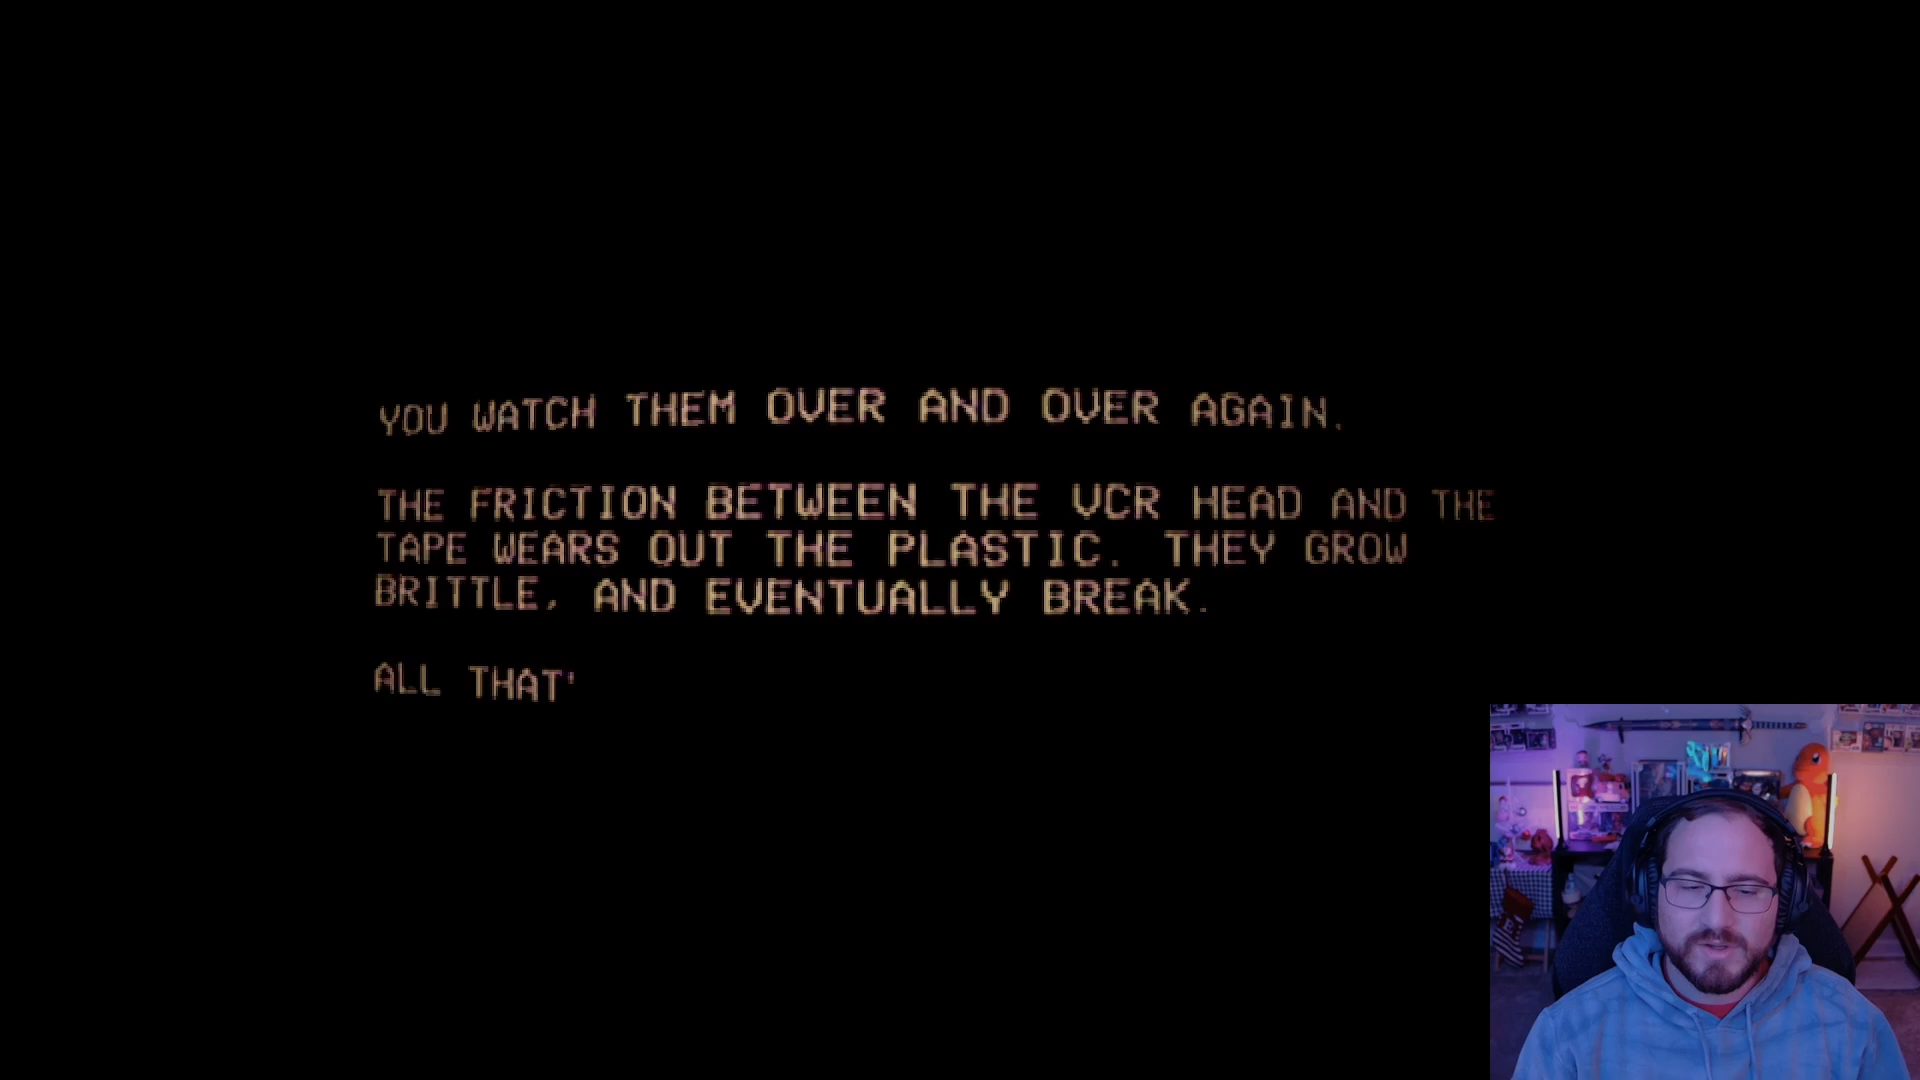 YOU WATCH THEM OVER AND OVER AGAIN.
THE FRICTION BETWEEN THE VCR HEAD AND THE
TAPE WEARS OUT THE PLASTIC. THEY GROW
BRITTLE, AND EVENTUALLY BREAK.
ALL THAT'